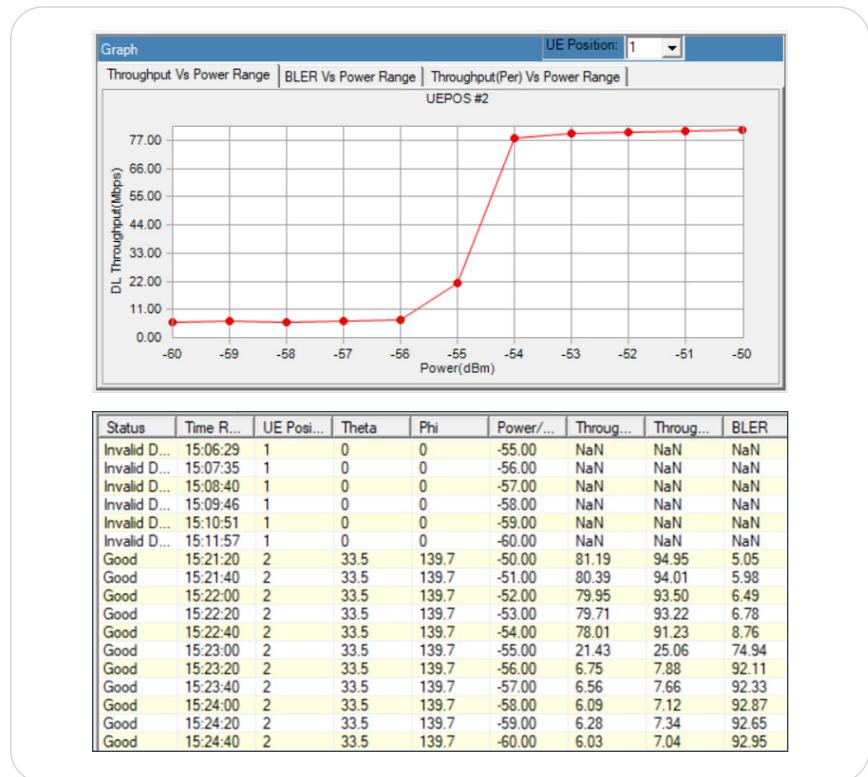 Graph
UE Position: 1
Throughput Vs Power Range BLER Vs Power Range Throughput(Per) Vs Power Range
UEPOS #2
77.00
66.00
55.00
44.00
33.00
22.00
11.00
0.00
DL Throughput(Mbps)
-60 -59 -58 -57 -56 -55 -54 -53 -52 -51 -50
Power(dBm)
Status Time R... UE Posi... Theta Phi Power/... Throug... Throug... BLER
Invalid D... 15:06:29 1 0 0 -55.00 NaN NaN NaN
Invalid D... 15:07:35 1 0 0 -56.00 NaN NaN NaN
Invalid D... 15:08:40 1 0 0 -57.00 NaN NaN NaN
Invalid D... 15:09:46 1 0 0 -58.00 NaN NaN NaN
Invalid D... 15:10:51 1 0 0 -59.00 NaN NaN NaN
Invalid D... 15:11:57 1 0 0 -60.00 NaN NaN NaN
Good 15:21:20 2 33.5 139.7 -50.00 81.19 94.95 5.05
Good 15:21:40 2 33.5 139.7 -51.00 80.39 94.01 5.98
Good 15:22:00 2 33.5 139.7 -52.00 79.95 93.50 6.49
Good 15:22:20 2 33.5 139.7 -53.00 79.71 93.22 6.78
Good 15:22:40 2 33.5 139.7 -54.00 78.01 91.23 8.76
Good 15:23:00 2 33.5 139.7 -55.00 21.43 25.06 74.94
Good 15:23:20 2 33.5 139.7 -56.00 6.75 7.88 92.11
Good 15:23:40 2 33.5 139.7 -57.00 6.56 7.66 92.33
Good 15:24:00 2 33.5 139.7 -58.00 6.09 7.12 92.87
Good 15:24:20 2 33.5 139.7 -59.00 6.28 7.34 92.65
Good 15:24:40 2 33.5 139.7 -60.00 6.03 7.04 92.95